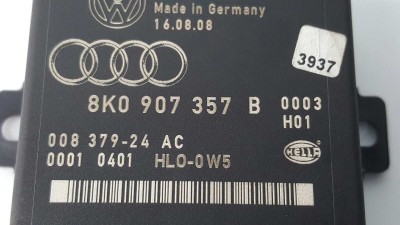 Made in Germany
16.08.08
3937
8K0 907 357 B 0003
H01
008 379-24 AC
0001 0401 HLO-0W5
HELLA